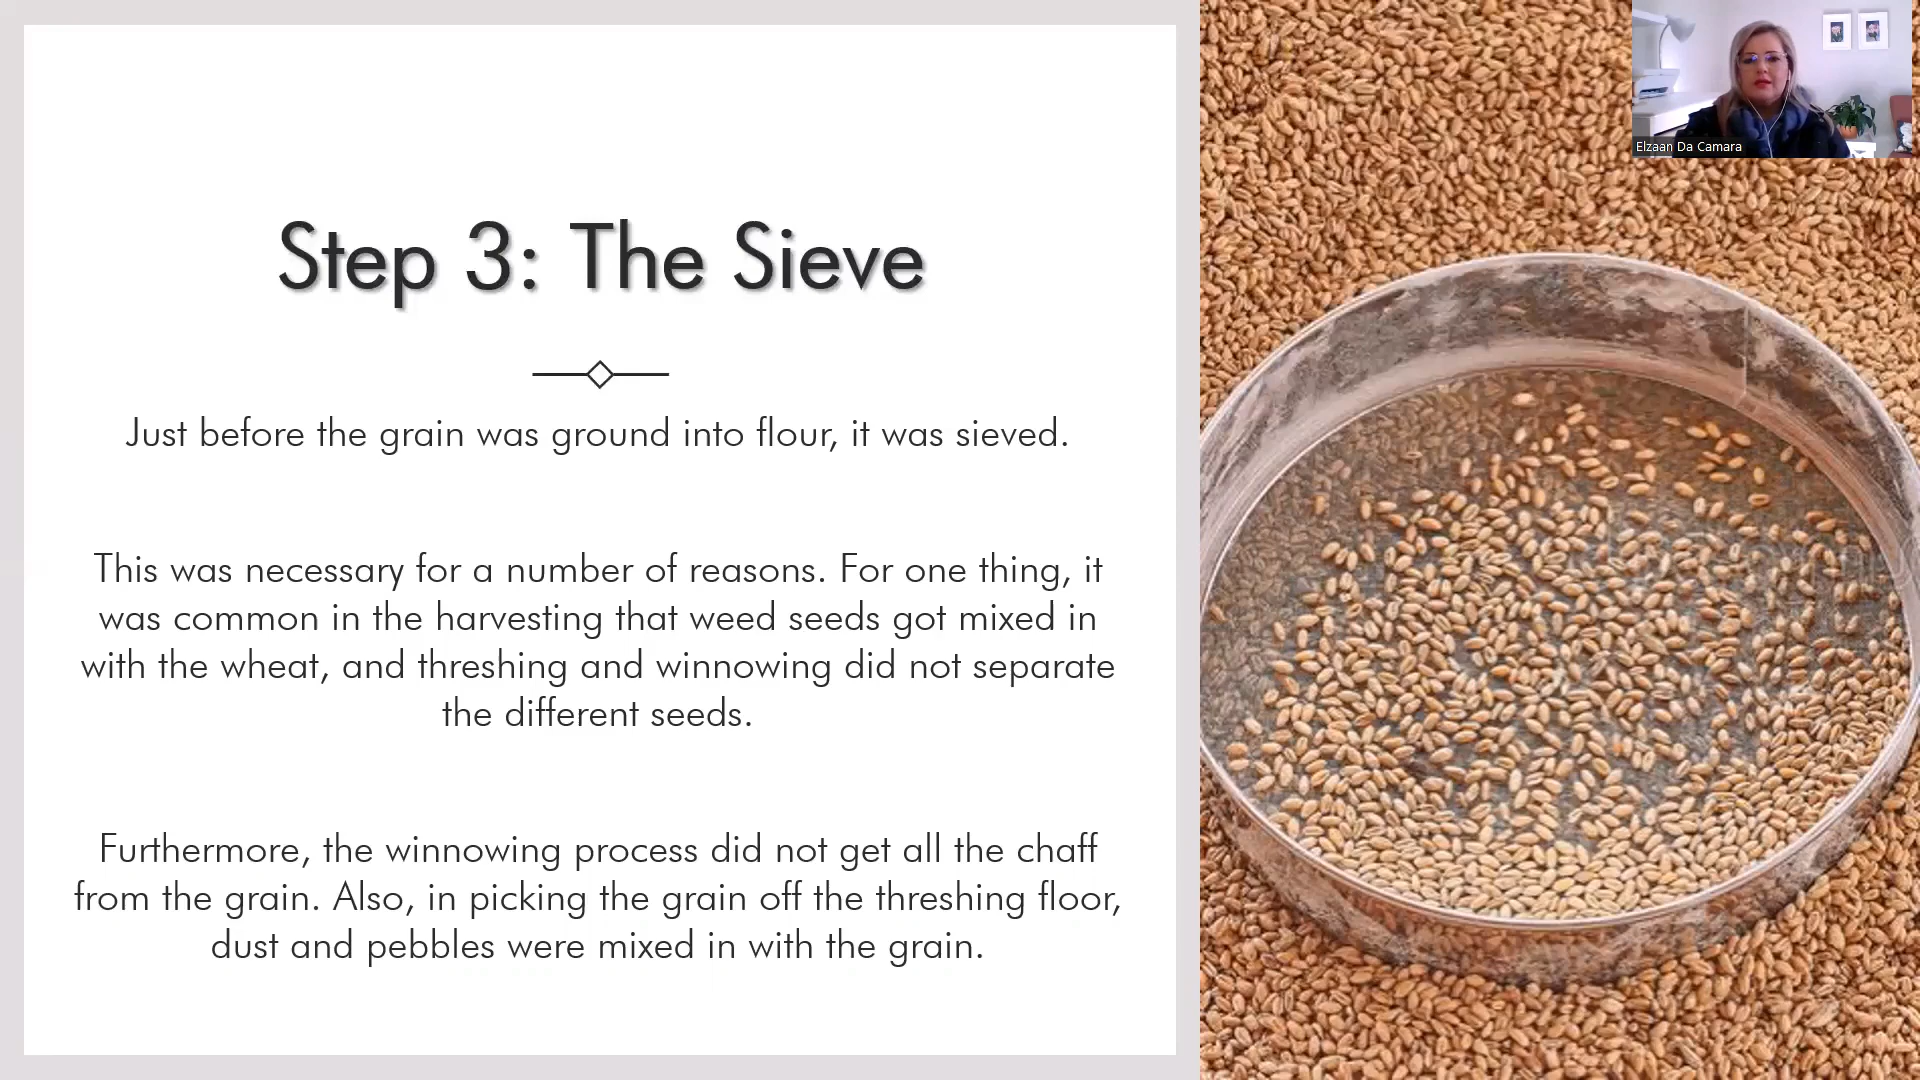 Step 3: The Sieve
Just before the grain was ground into flour, it was sieved.
This was necessary for a number of reasons. For one thing, it
was common in the harvesting that weed seeds got mixed in
with the wheat, and threshing and winnowing did not separate
the different seeds.
Furthermore, the winnowing process did not get all the chaff
from the grain. Also, in picking the grain off the threshing floor,
dust and pebbles were mixed in with the grain.
Elzaan Da Camara